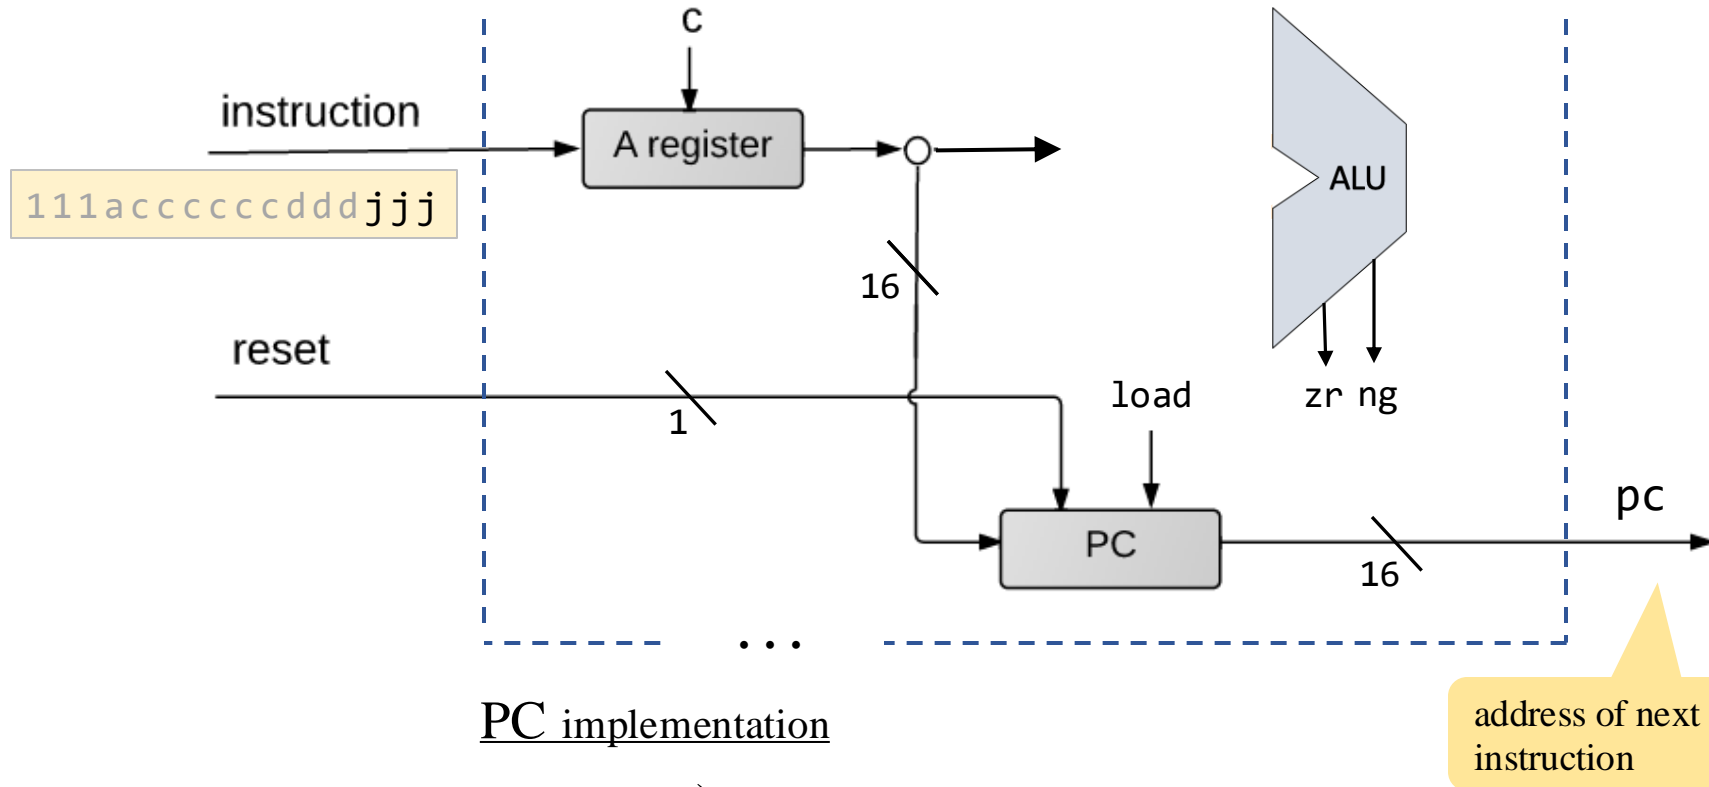 c
instruction
A register
111accccccdddjjj
ALU
16
reset
1
load
zr ng
pc
PC
16
...
PC implementation
address of next
instruction